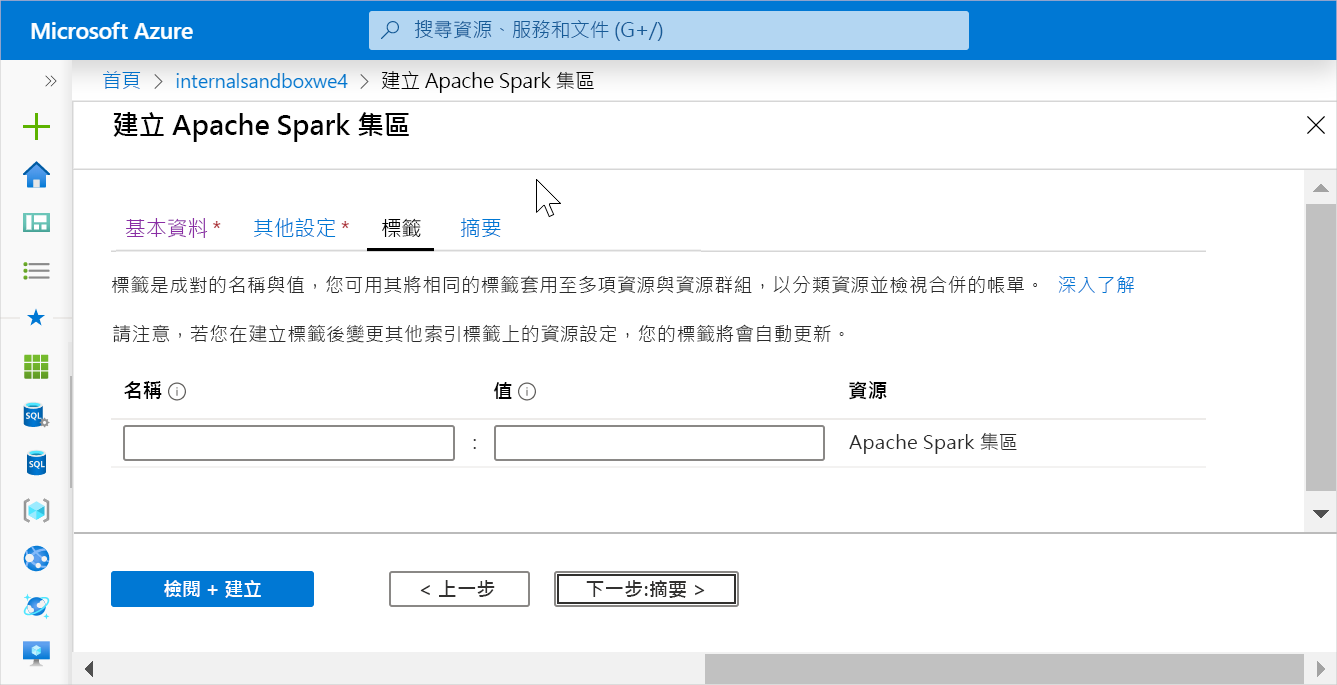 Microsoft Azure
搜尋資源、服務和文件 (G+/)
首頁 > internalsandboxwe4 > 建立 Apache Spark 集區
建立 Apache Spark 集區
基本資料 * 其他設定 * 標籤 摘要
標籤是成對的名稱與值，您可用其將相同的標籤套用至多項資源與資源群組，以分類資源並檢視合併的帳單。 深入了解
請注意，若您在建立標籤後變更其他索引標籤上的資源設定，您的標籤將會自動更新。
名稱 值 資源
: Apache Spark 集區
檢閱 + 建立 < 上一步 下一步:摘要 >
SQL
SQL